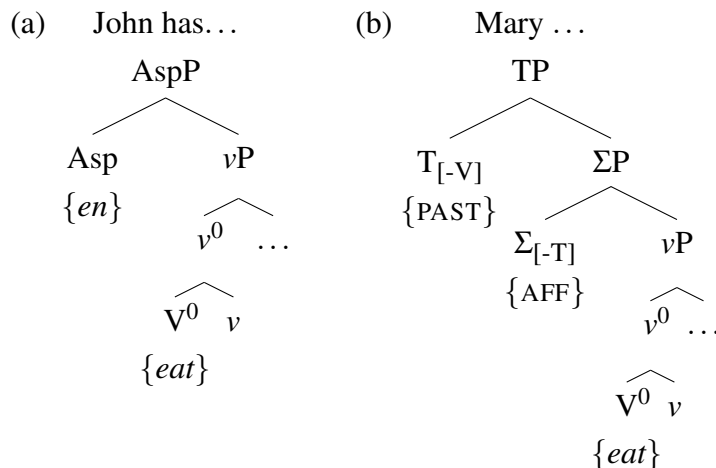 (a) John has... (b) Mary ...
AspP TP
Asp vP T[-V] ΣP
{en} {PAST}
v⁰ ... Σ[-T] vP
{AFF}
V⁰ v v⁰ ...
{eat}
V⁰ v
{eat}